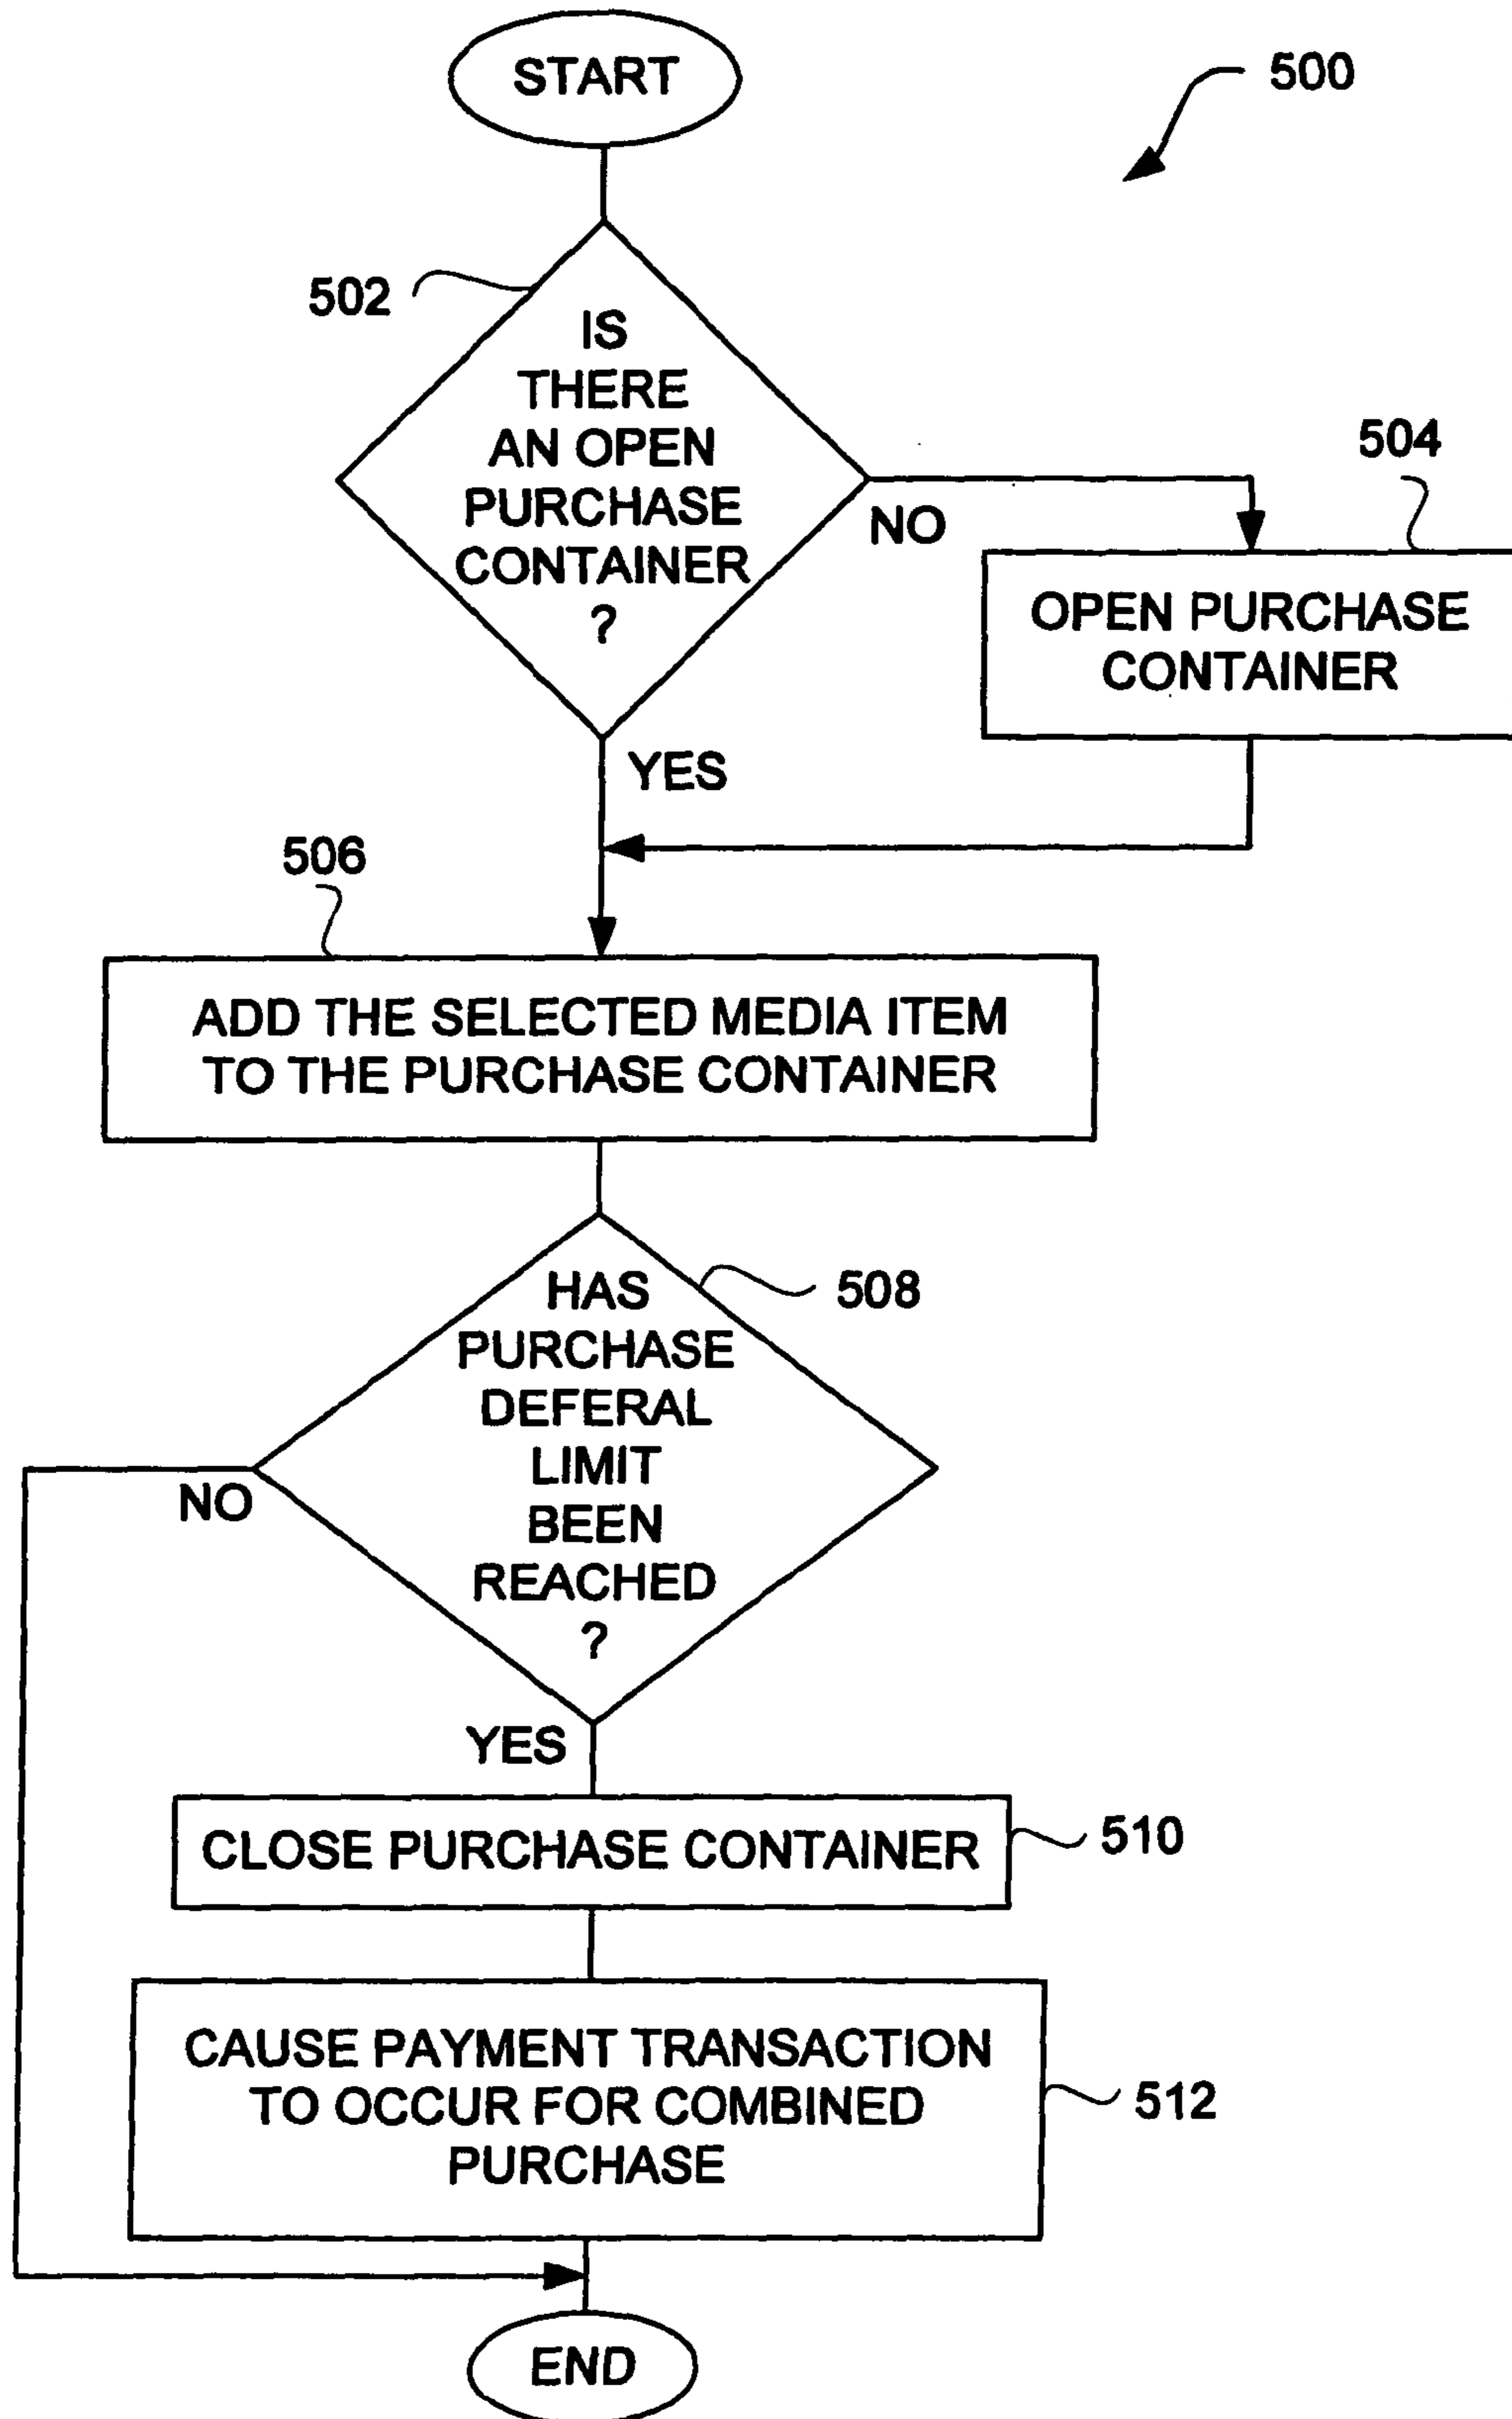 START
500
502
IS
THERE
AN OPEN
PURCHASE
CONTAINER
?
NO
504
OPEN PURCHASE
CONTAINER
YES
506
ADD THE SELECTED MEDIA ITEM
TO THE PURCHASE CONTAINER
508
HAS
PURCHASE
DEFERAL
LIMIT
BEEN
REACHED
?
NO
YES
CLOSE PURCHASE CONTAINER
510
CAUSE PAYMENT TRANSACTION
TO OCCUR FOR COMBINED
PURCHASE
512
END